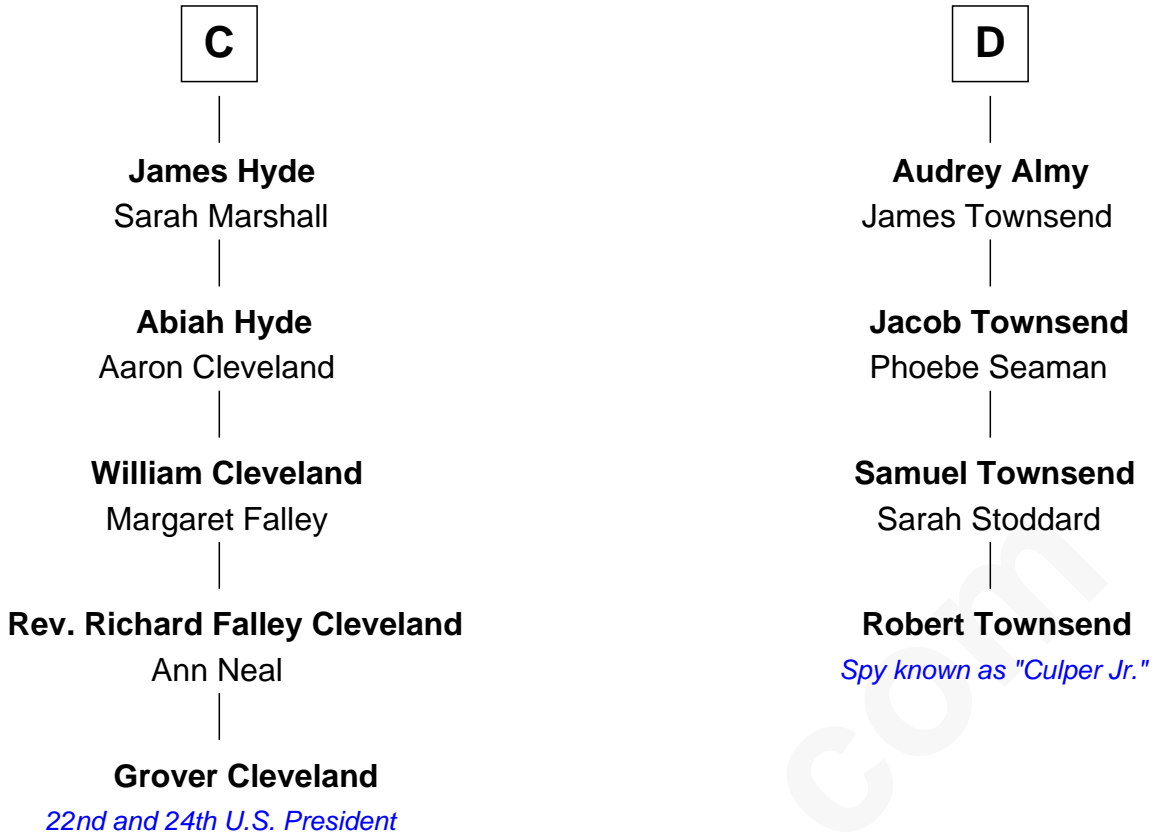 C
James Hyde
Sarah Marshall
Abiah Hyde
Aaron Cleveland
William Cleveland
Margaret Falley
Rev. Richard Falley Cleveland
Ann Neal
Grover Cleveland
22nd and 24th U.S. President
D
Audrey Almy
James Townsend
Jacob Townsend
Phoebe Seaman
Samuel Townsend
Sarah Stoddard
Robert Townsend
Spy known as "Culper Jr."
com